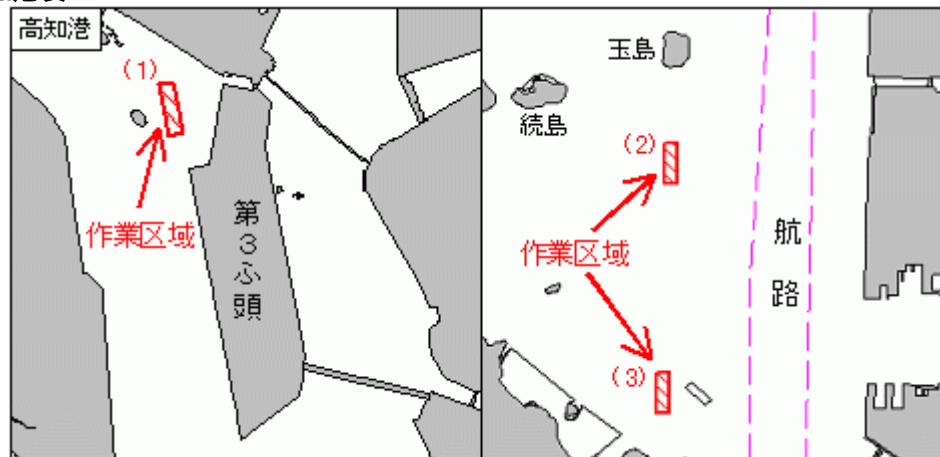 高知港
(1)
作業区域
第3ふ頭
玉島
続島
(2)
作業区域
(3)
航路